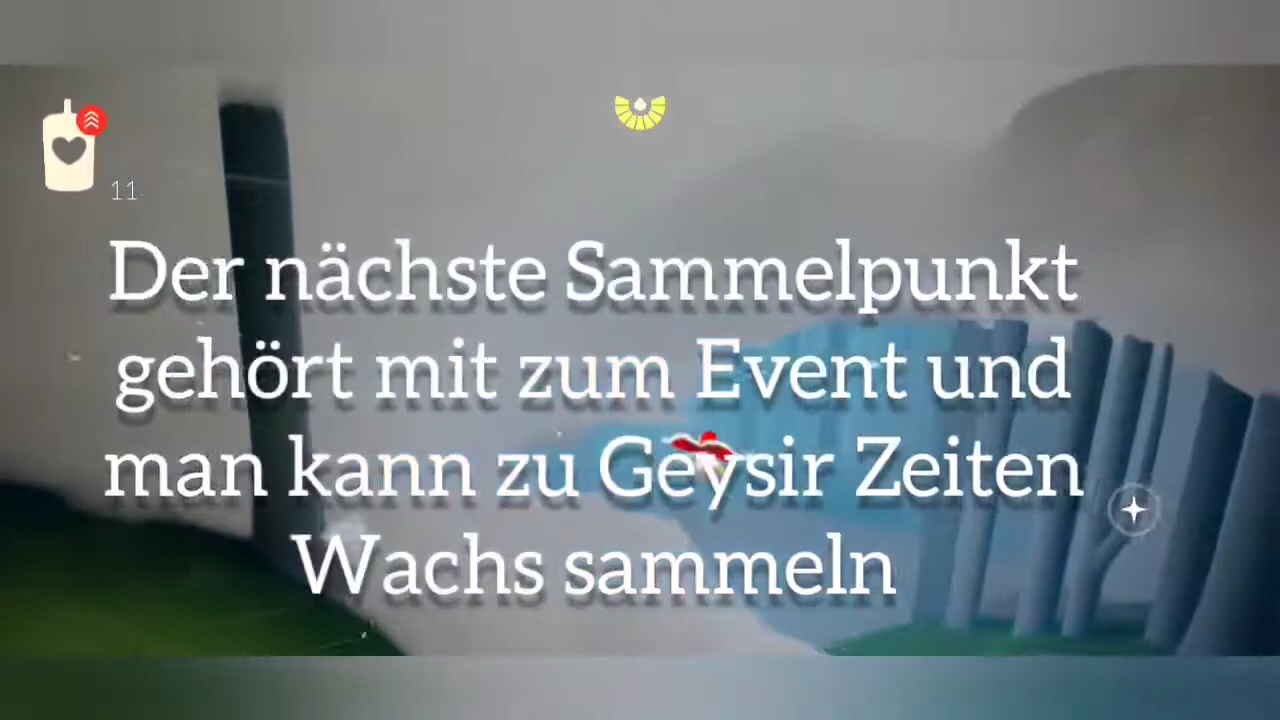 11
Der nächste Sammelpunkt
gehört mit zum Event und
man kann zu Geysir Zeiten
Wachs sammeln